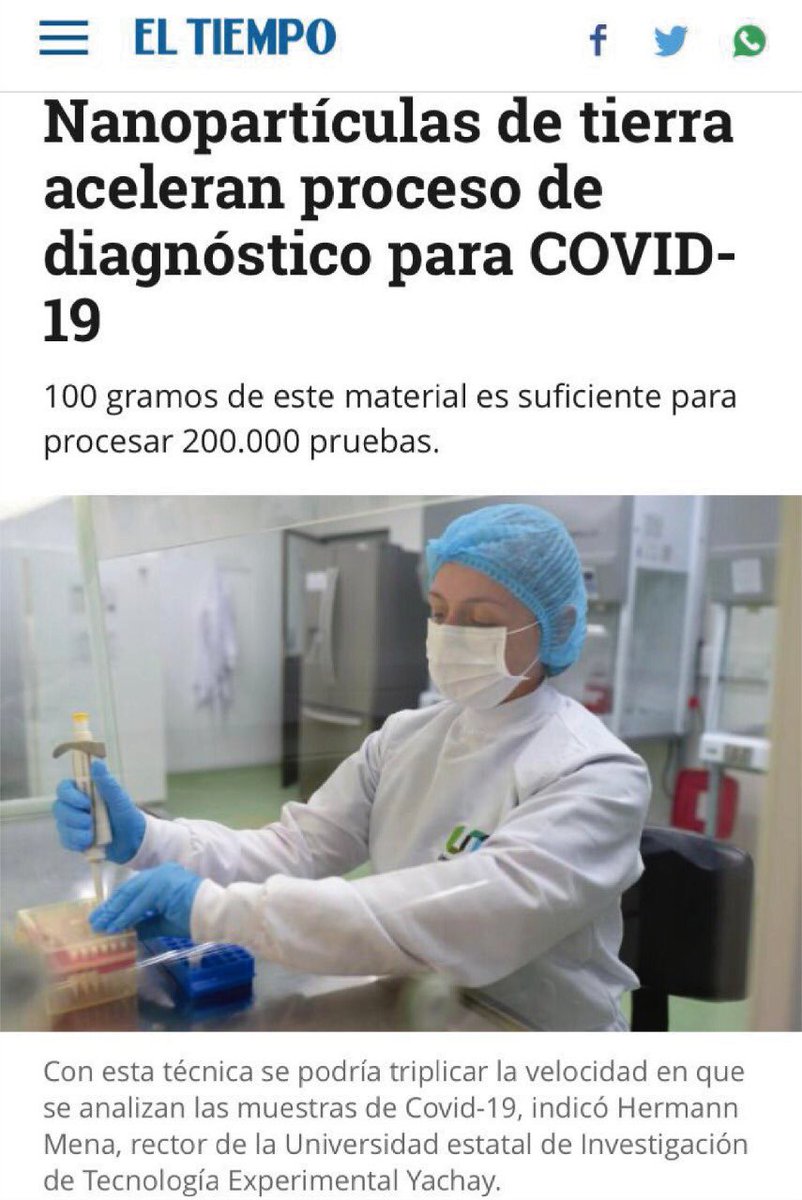 EL TIEMPO
Nanopartículas de tierra
aceleran proceso de
diagnóstico para COVID-
19
100 gramos de este material es suficiente para
procesar 200.000 pruebas.
Con esta técnica se podría triplicar la velocidad en que
se analizan las muestras de Covid-19, indicó Hermann
Mena, rector de la Universidad estatal de Investigación
de Tecnología Experimental Yachay.